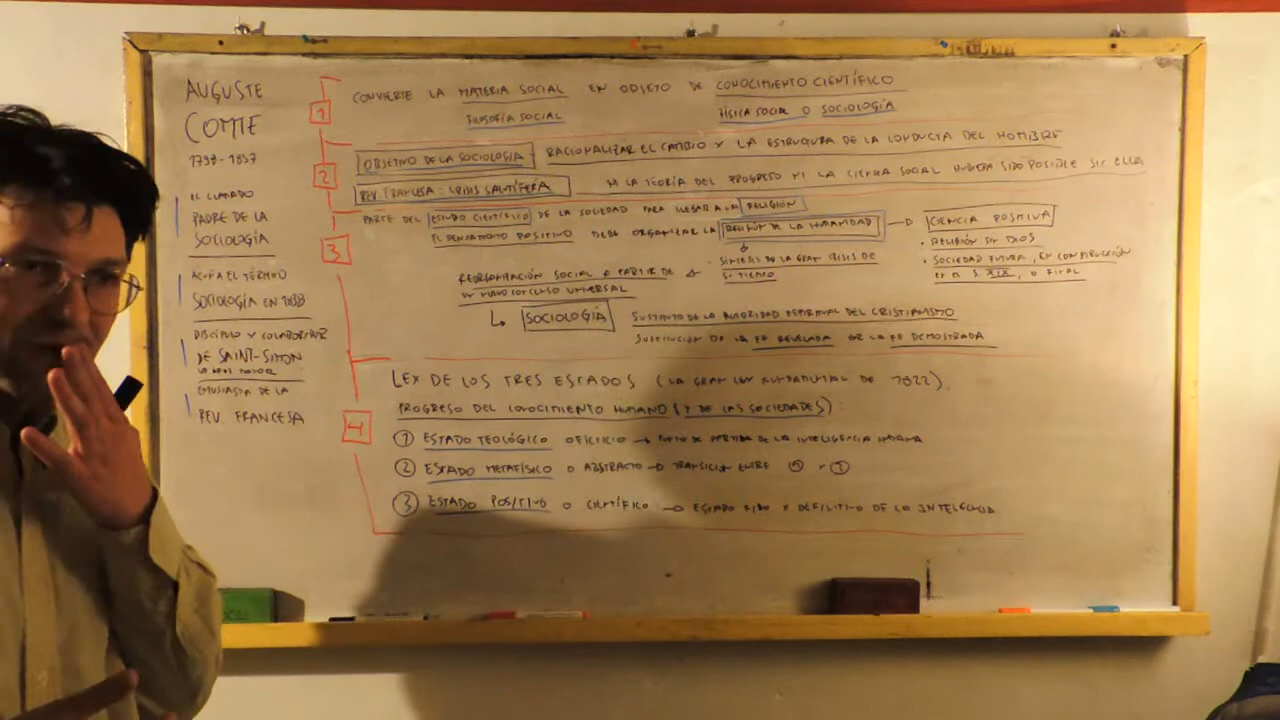 AUGUSTE
COMTE
1798-1857
EL LLAMADO
PADRE DE LA
SOCIOLOGÍA
ACUÑA EL TÉRMINO
SOCIOLOGÍA EN 1838
DISCÍPULO Y COLABORADOR
DE SAINT-SIMON
ENTUSIASTA DE LA
REV. FRANCESA
1
CONVIERTE LA MATERIA SOCIAL EN OBJETO DE CONOCIMIENTO CIENTÍFICO
FILOSOFÍA SOCIAL FÍSICA SOCIAL O SOCIOLOGÍA
2
OBJETIVO DE LA SOCIOLOGÍA RACIONALIZAR EL CAMBIO Y LA ESTRUCTURA DE LA CONDUCTA DEL HOMBRE
REV. FRANCESA: CRISIS SALUTÍFERA NI LA TEORÍA DEL PROGRESO NI LA CIENCIA SOCIAL HUBIERA SIDO POSIBLE SIN ELLA
3
PARTE DEL ESTUDIO CIENTÍFICO DE LA SOCIEDAD PARA LLEGAR A LA RELIGIÓN
EL PENSAMIENTO POSITIVO DEBE ORGANIZAR LA RELIGIÓN DE LA HUMANIDAD → CIENCIA POSITIVA
• RELIGIÓN SIN DIOS
• SOCIEDAD FUTURA, EN CONSTRUCCIÓN
EN EL S. XIX, O FINAL
• SÍNTESIS DE LA GRAN CRISIS DE
SU TIEMPO
REORGANIZACIÓN SOCIAL A PARTIR DE
UN NUEVO CONSENSO UNIVERSAL
SOCIOLOGÍA SUSTITUTO DE LA AUTORIDAD ESPIRITUAL DEL CRISTIANISMO
SUSTITUCIÓN DE LA FE REVELADA POR LA FE DEMOSTRADA
4
LEY DE LOS TRES ESTADOS (LA GRAN LEY FUNDAMENTAL DE 1822).
PROGRESO DEL CONOCIMIENTO HUMANO (Y DE LAS SOCIEDADES):
1 ESTADO TEOLÓGICO O FICTICIO → PUNTO DE PARTIDA DE LA INTELIGENCIA HUMANA
2 ESTADO METAFÍSICO O ABSTRACTO → TRANSICIÓN ENTRE 1 Y 3
3 ESTADO POSITIVO O CIENTÍFICO → ESTADO FIJO Y DEFINITIVO DE LA INTELIGENCIA